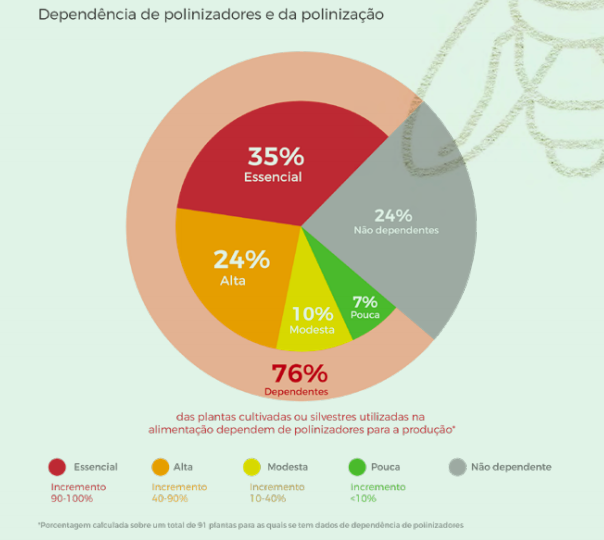 Dependência de polinizadores e da polinização
35%
Essencial
24%
Não dependentes
24%
Alta
7%
Pouca
10%
Modesta
76%
Dependentes
das plantas cultivadas ou silvestres utilizadas na
alimentação dependem de polinizadores para a produção*
Essencial Alta Modesta Pouca Não dependente
Incremento Incremento Incremento Incremento
90-100% 40-90% 10-40% <10%
*Porcentagem calculada sobre um total de 91 plantas para as quais se tem dados de dependência de polinizadores